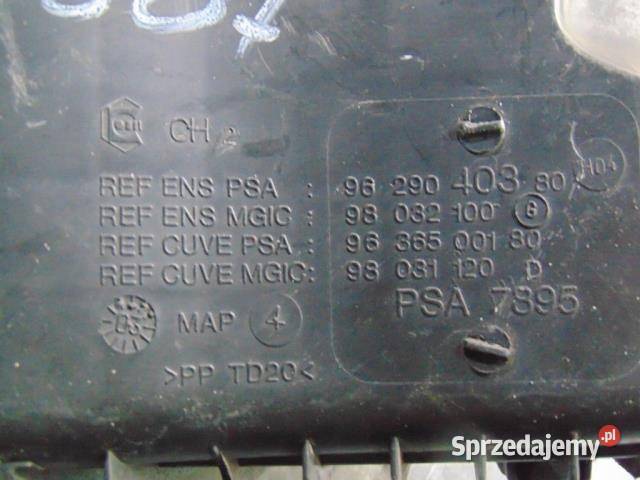 CH 2
REF ENS PSA : 96 290 403 80
REF ENS MGIC : 98 032 100 B
REF CUVE PSA : 96 365 001 80
REF CUVE MGIC : 98 031 120 D
PSA 7895
MAP 4
>PP TD20<
Sprzedajemy.pl